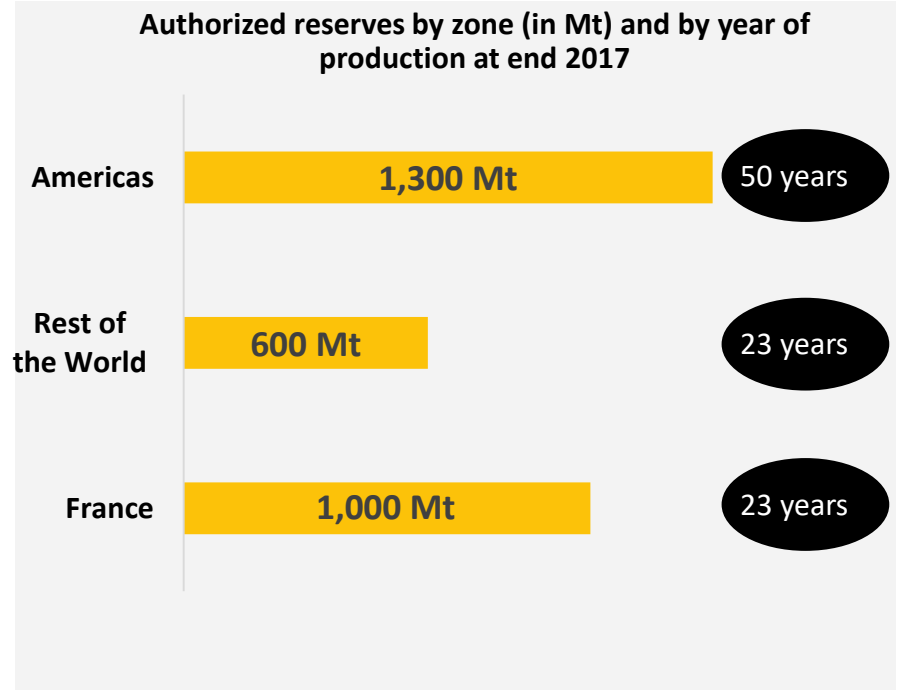 Authorized reserves by zone (in Mt) and by year of
production at end 2017
Americas
1,300 Mt
50 years
Rest of
the World
600 Mt
23 years
France
1,000 Mt
23 years